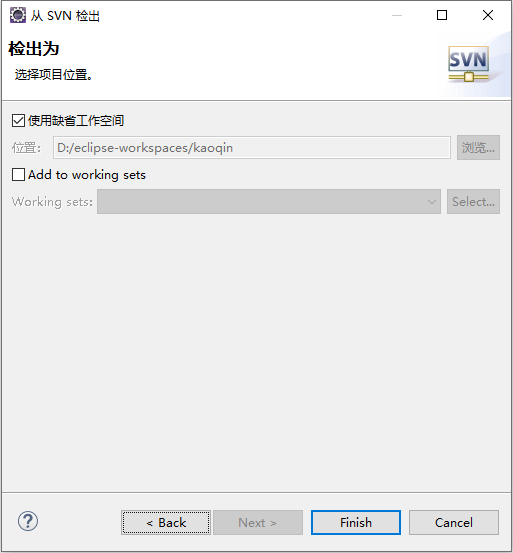 从 SVN 检出
检出为
选择项目位置。
SVN
使用缺省工作空间
位置: D:/eclipse-workspaces/kaoqin 浏览...
Add to working sets
Working sets: Select...
?
< Back Next > Finish Cancel